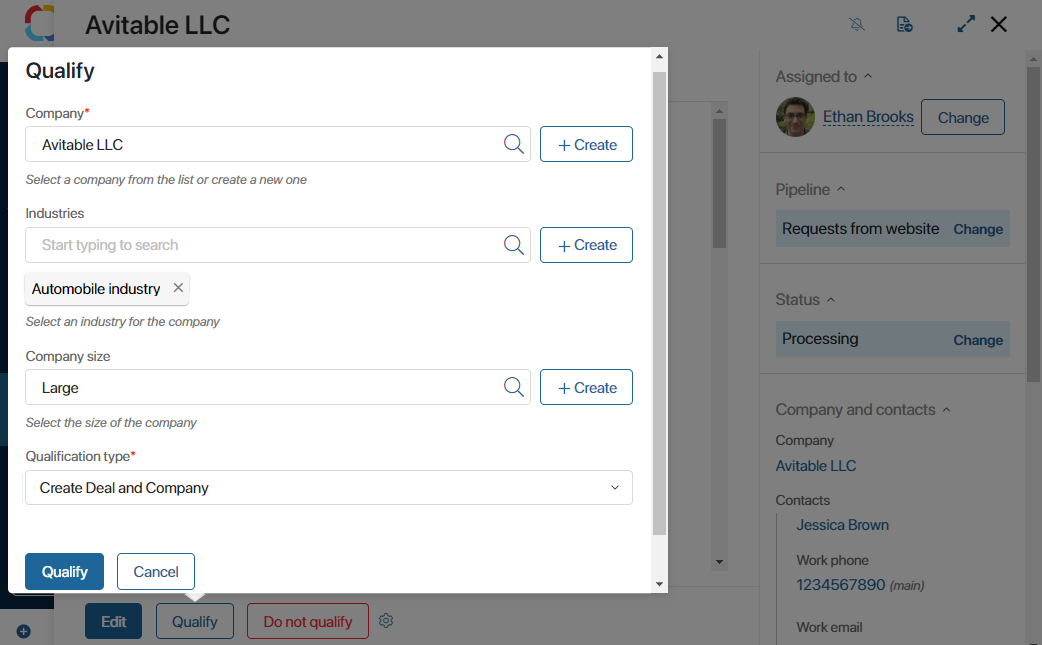 Avitable LLC
Qualify
Company*
Avitable LLC
+ Create
Select a company from the list or create a new one
Industries
Start typing to search
+ Create
Automobile industry
Select an industry for the company
Company size
Large
+ Create
Select the size of the company
Qualification type*
Create Deal and Company
Qualify
Cancel
Edit
Qualify
Do not qualify
Assigned to
Ethan Brooks
Change
Pipeline
Requests from website
Change
Status
Processing
Change
Company and contacts
Company
Avitable LLC
Contacts
Jessica Brown
Work phone
1234567890 (main)
Work email